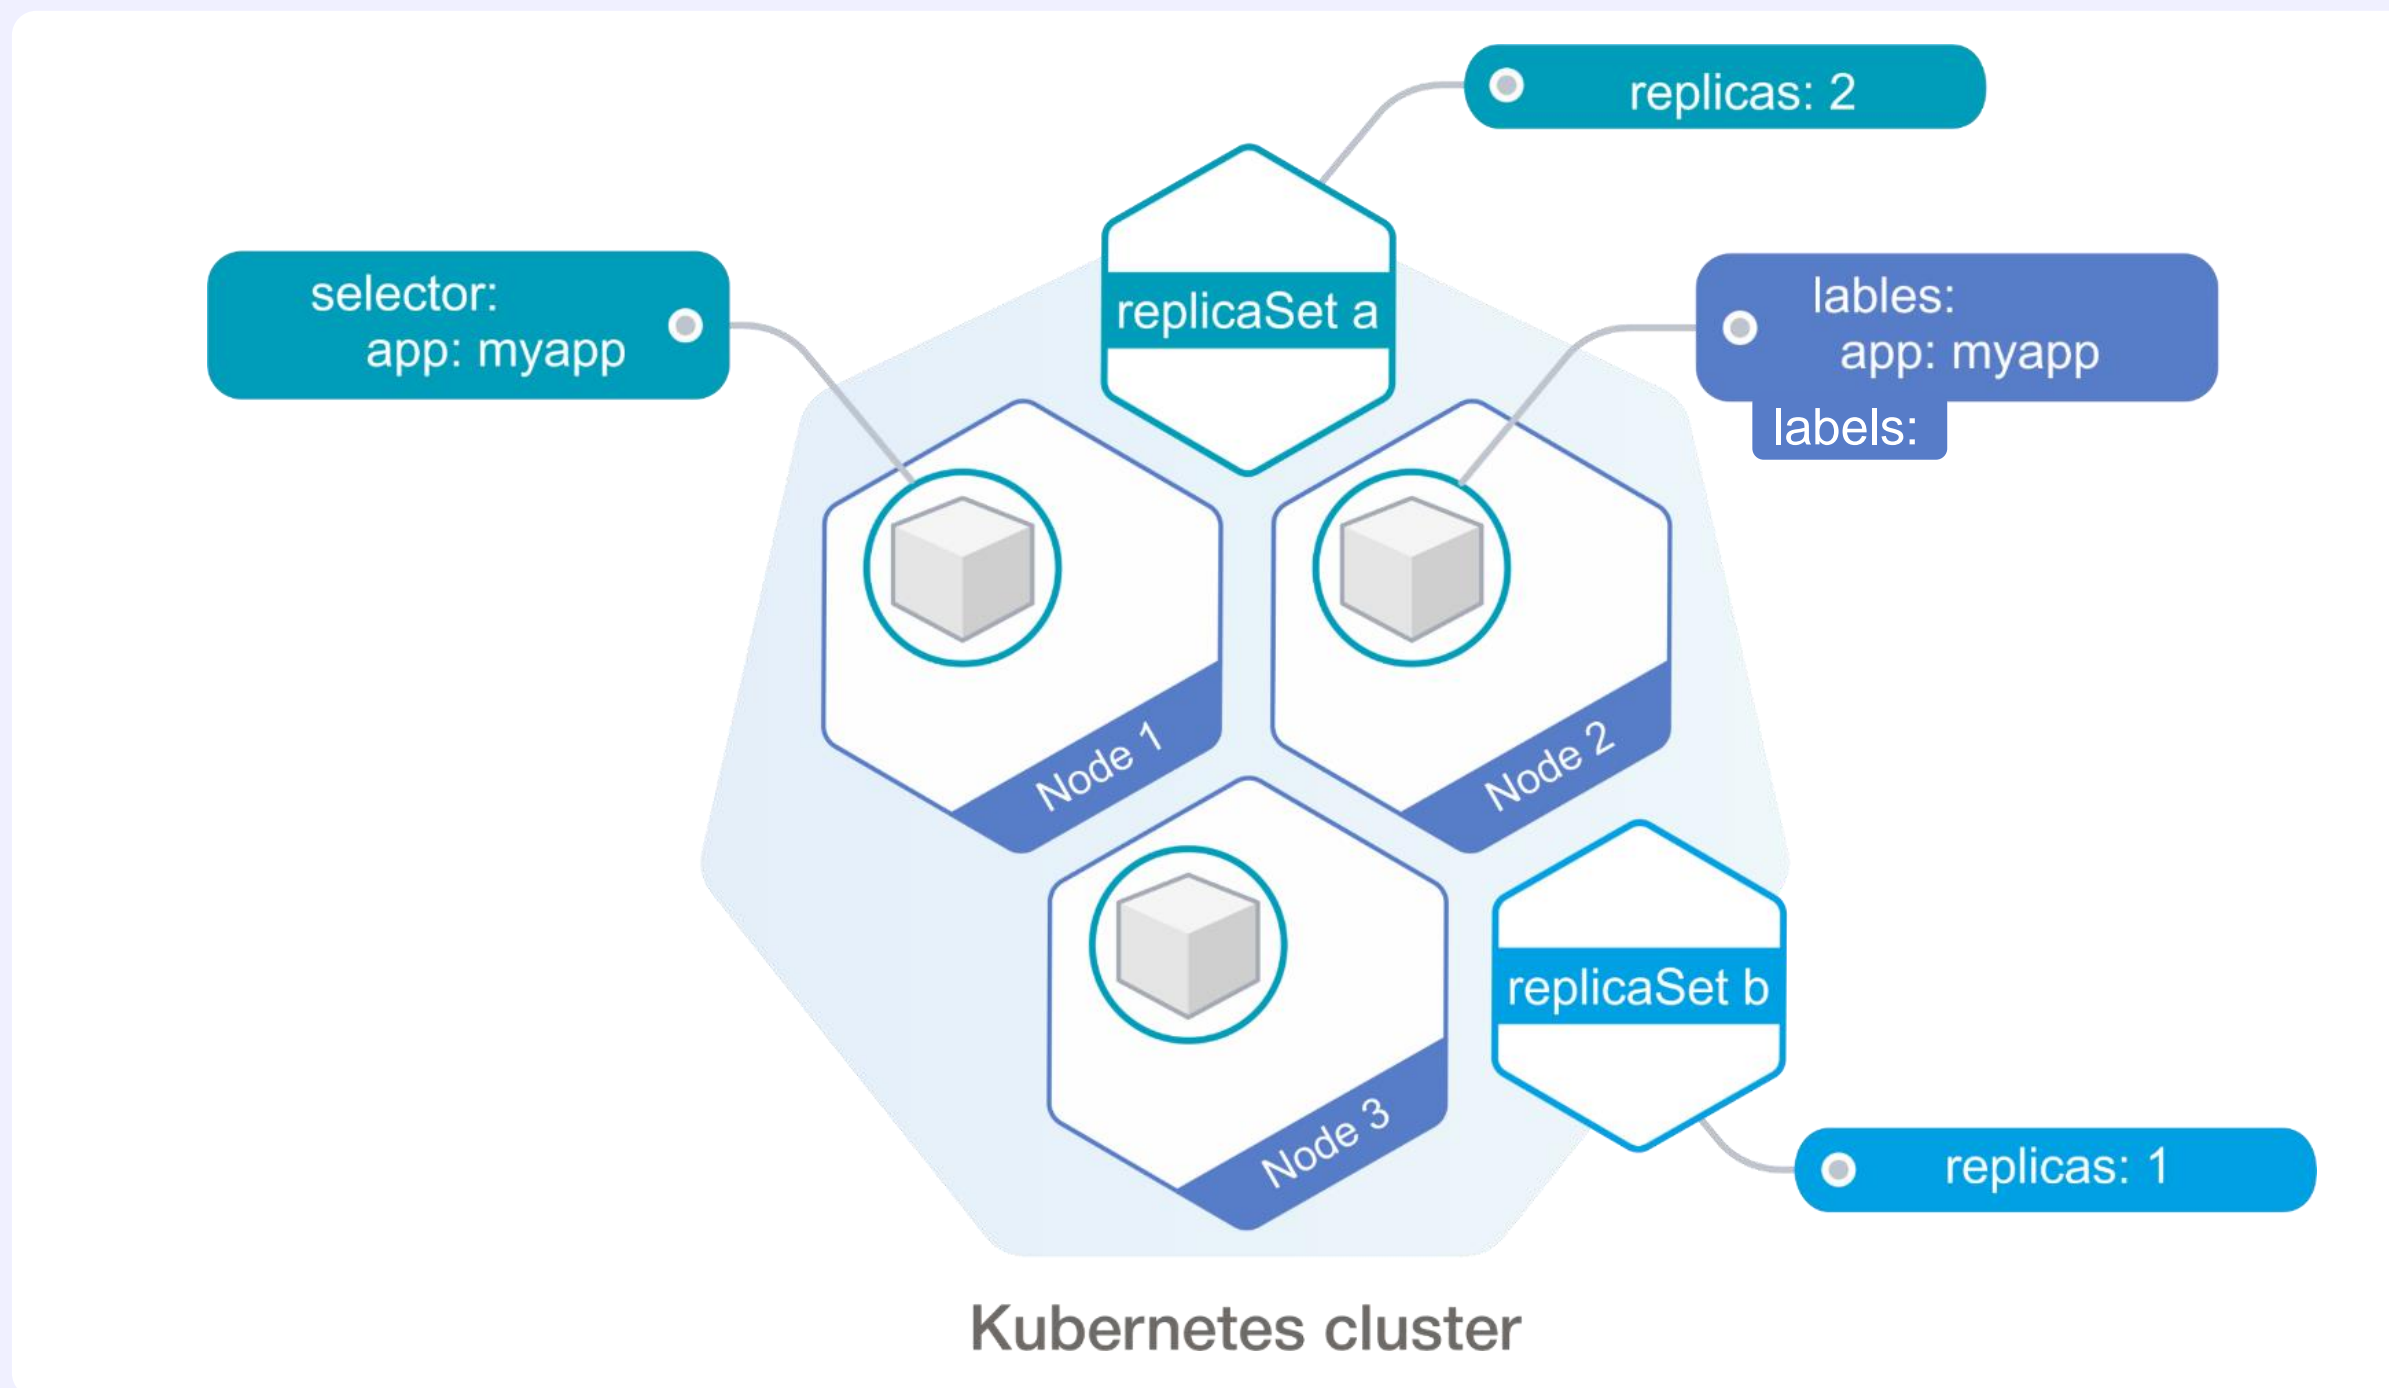 replicas: 2
replicaSet a
selector:
app: myapp
lables:
app: myapp
labels:
Node 1
Node 2
Node 3
replicaSet b
replicas: 1
Kubernetes cluster